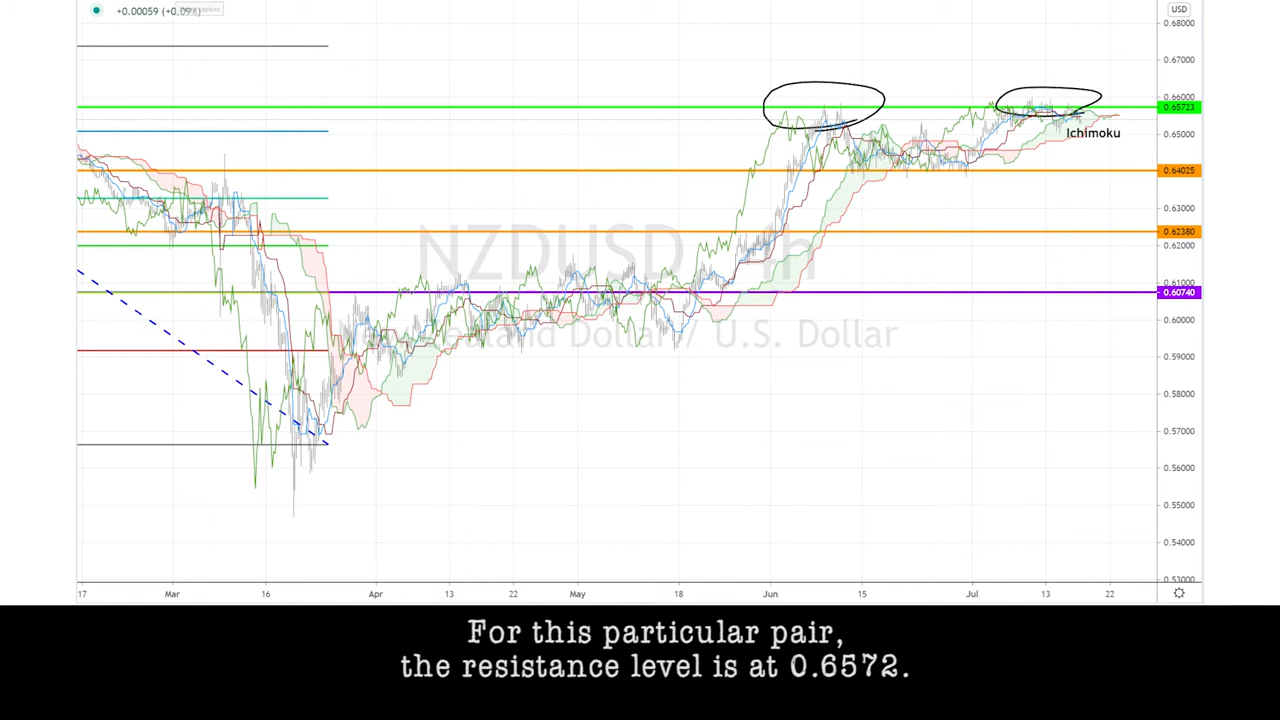 +0.00059 (+0.09%)
USD
0.68000
0.67000
0.66000
0.65723
0.65000
Ichimoku
0.64025
0.63000
0.62380
0.62000
NZDUSD
0.61000
0.60740
0.60000
New Zealand Dollar / U.S. Dollar
0.59000
0.58000
0.57000
0.56000
0.55000
0.54000
0.53000
17 Mar 16 Apr 13 22 May 18 Jun 15 Jul 13 22
For this particular pair,
the resistance level is at 0.6572.